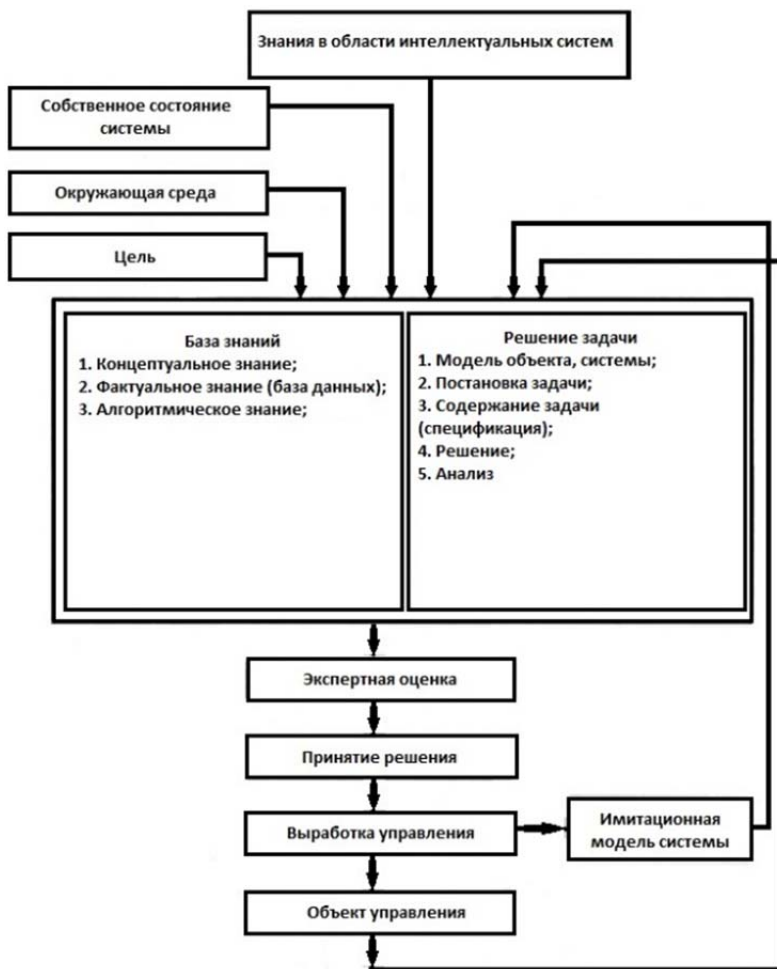 Знания в области интеллектуальных систем
Собственное состояние
системы
Окружающая среда
Цель
База знаний
1. Концептуальное знание;
2. Фактуальное знание (база данных);
3. Алгоритмическое знание;
Решение задачи
1. Модель объекта, системы;
2. Постановка задачи;
3. Содержание задачи
(спецификация);
4. Решение;
5. Анализ
Экспертная оценка
Принятие решения
Выработка управления
Имитационная
модель системы
Объект управления